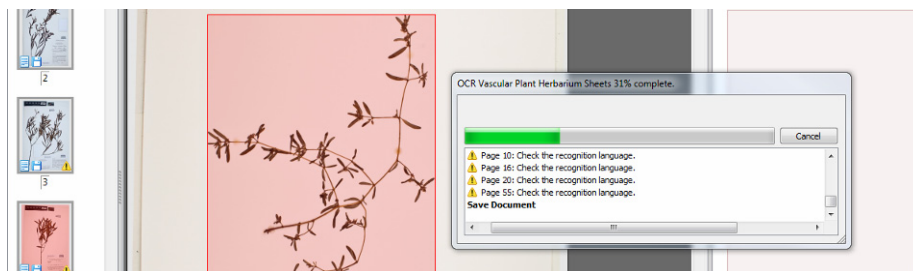 2
3
OCR Vascular Plant Herbarium Sheets 31% complete.
Cancel
Page 10: Check the recognition language.
Page 16: Check the recognition language.
Page 20: Check the recognition language.
Page 55: Check the recognition language.
Save Document